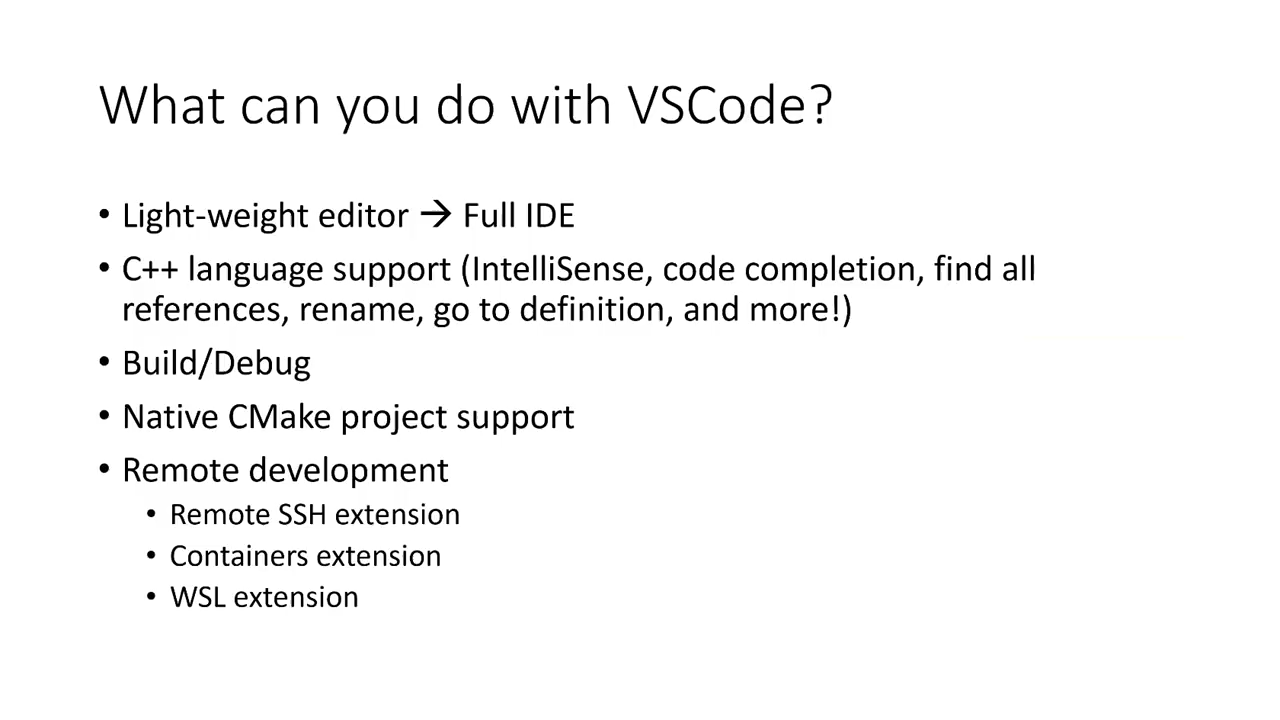 What can you do with VSCode?
• Light-weight editor → Full IDE
• C++ language support (IntelliSense, code completion, find all
references, rename, go to definition, and more!)
• Build/Debug
• Native CMake project support
• Remote development
• Remote SSH extension
• Containers extension
• WSL extension